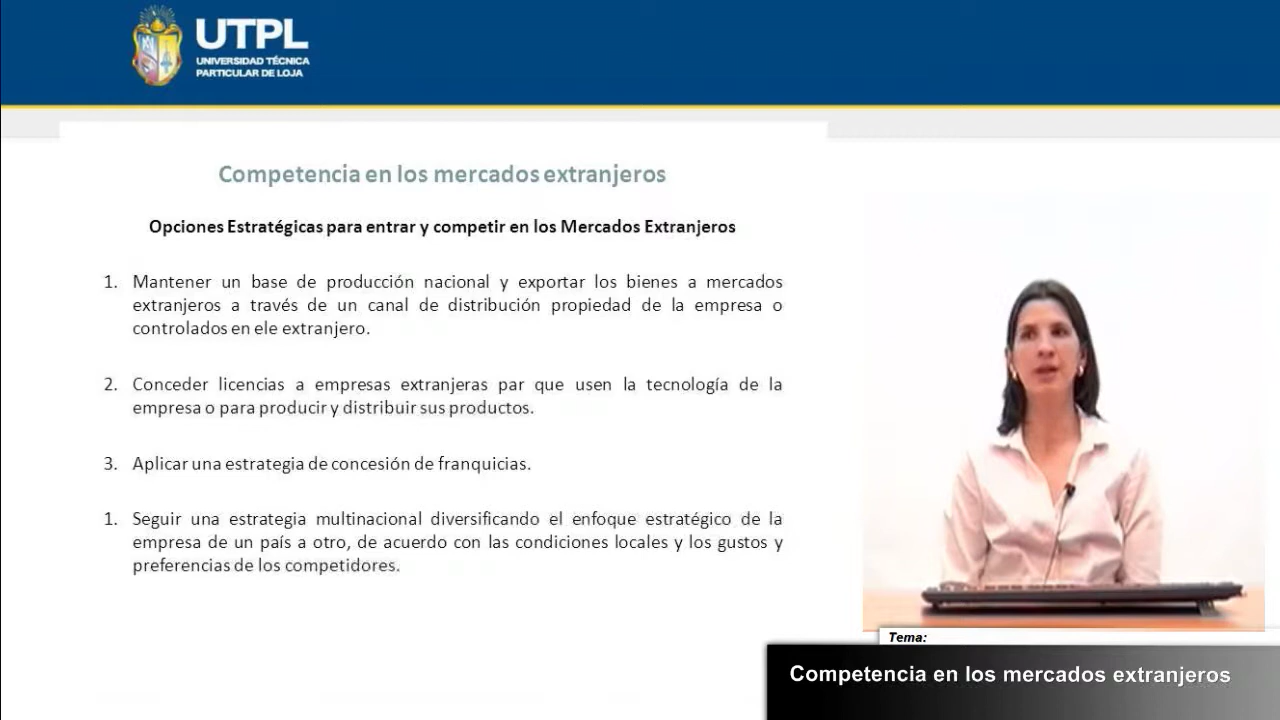 UTPL
UNIVERSIDAD TÉCNICA
PARTICULAR DE LOJA
Competencia en los mercados extranjeros
Opciones Estratégicas para entrar y competir en los Mercados Extranjeros
1. Mantener un base de producción nacional y exportar los bienes a mercados
extranjeros a través de un canal de distribución propiedad de la empresa o
controlados en ele extranjero.
2. Conceder licencias a empresas extranjeras par que usen la tecnología de la
empresa o para producir y distribuir sus productos.
3. Aplicar una estrategia de concesión de franquicias.
1. Seguir una estrategia multinacional diversificando el enfoque estratégico de la
empresa de un país a otro, de acuerdo con las condiciones locales y los gustos y
preferencias de los competidores.
Tema:
Competencia en los mercados extranjeros